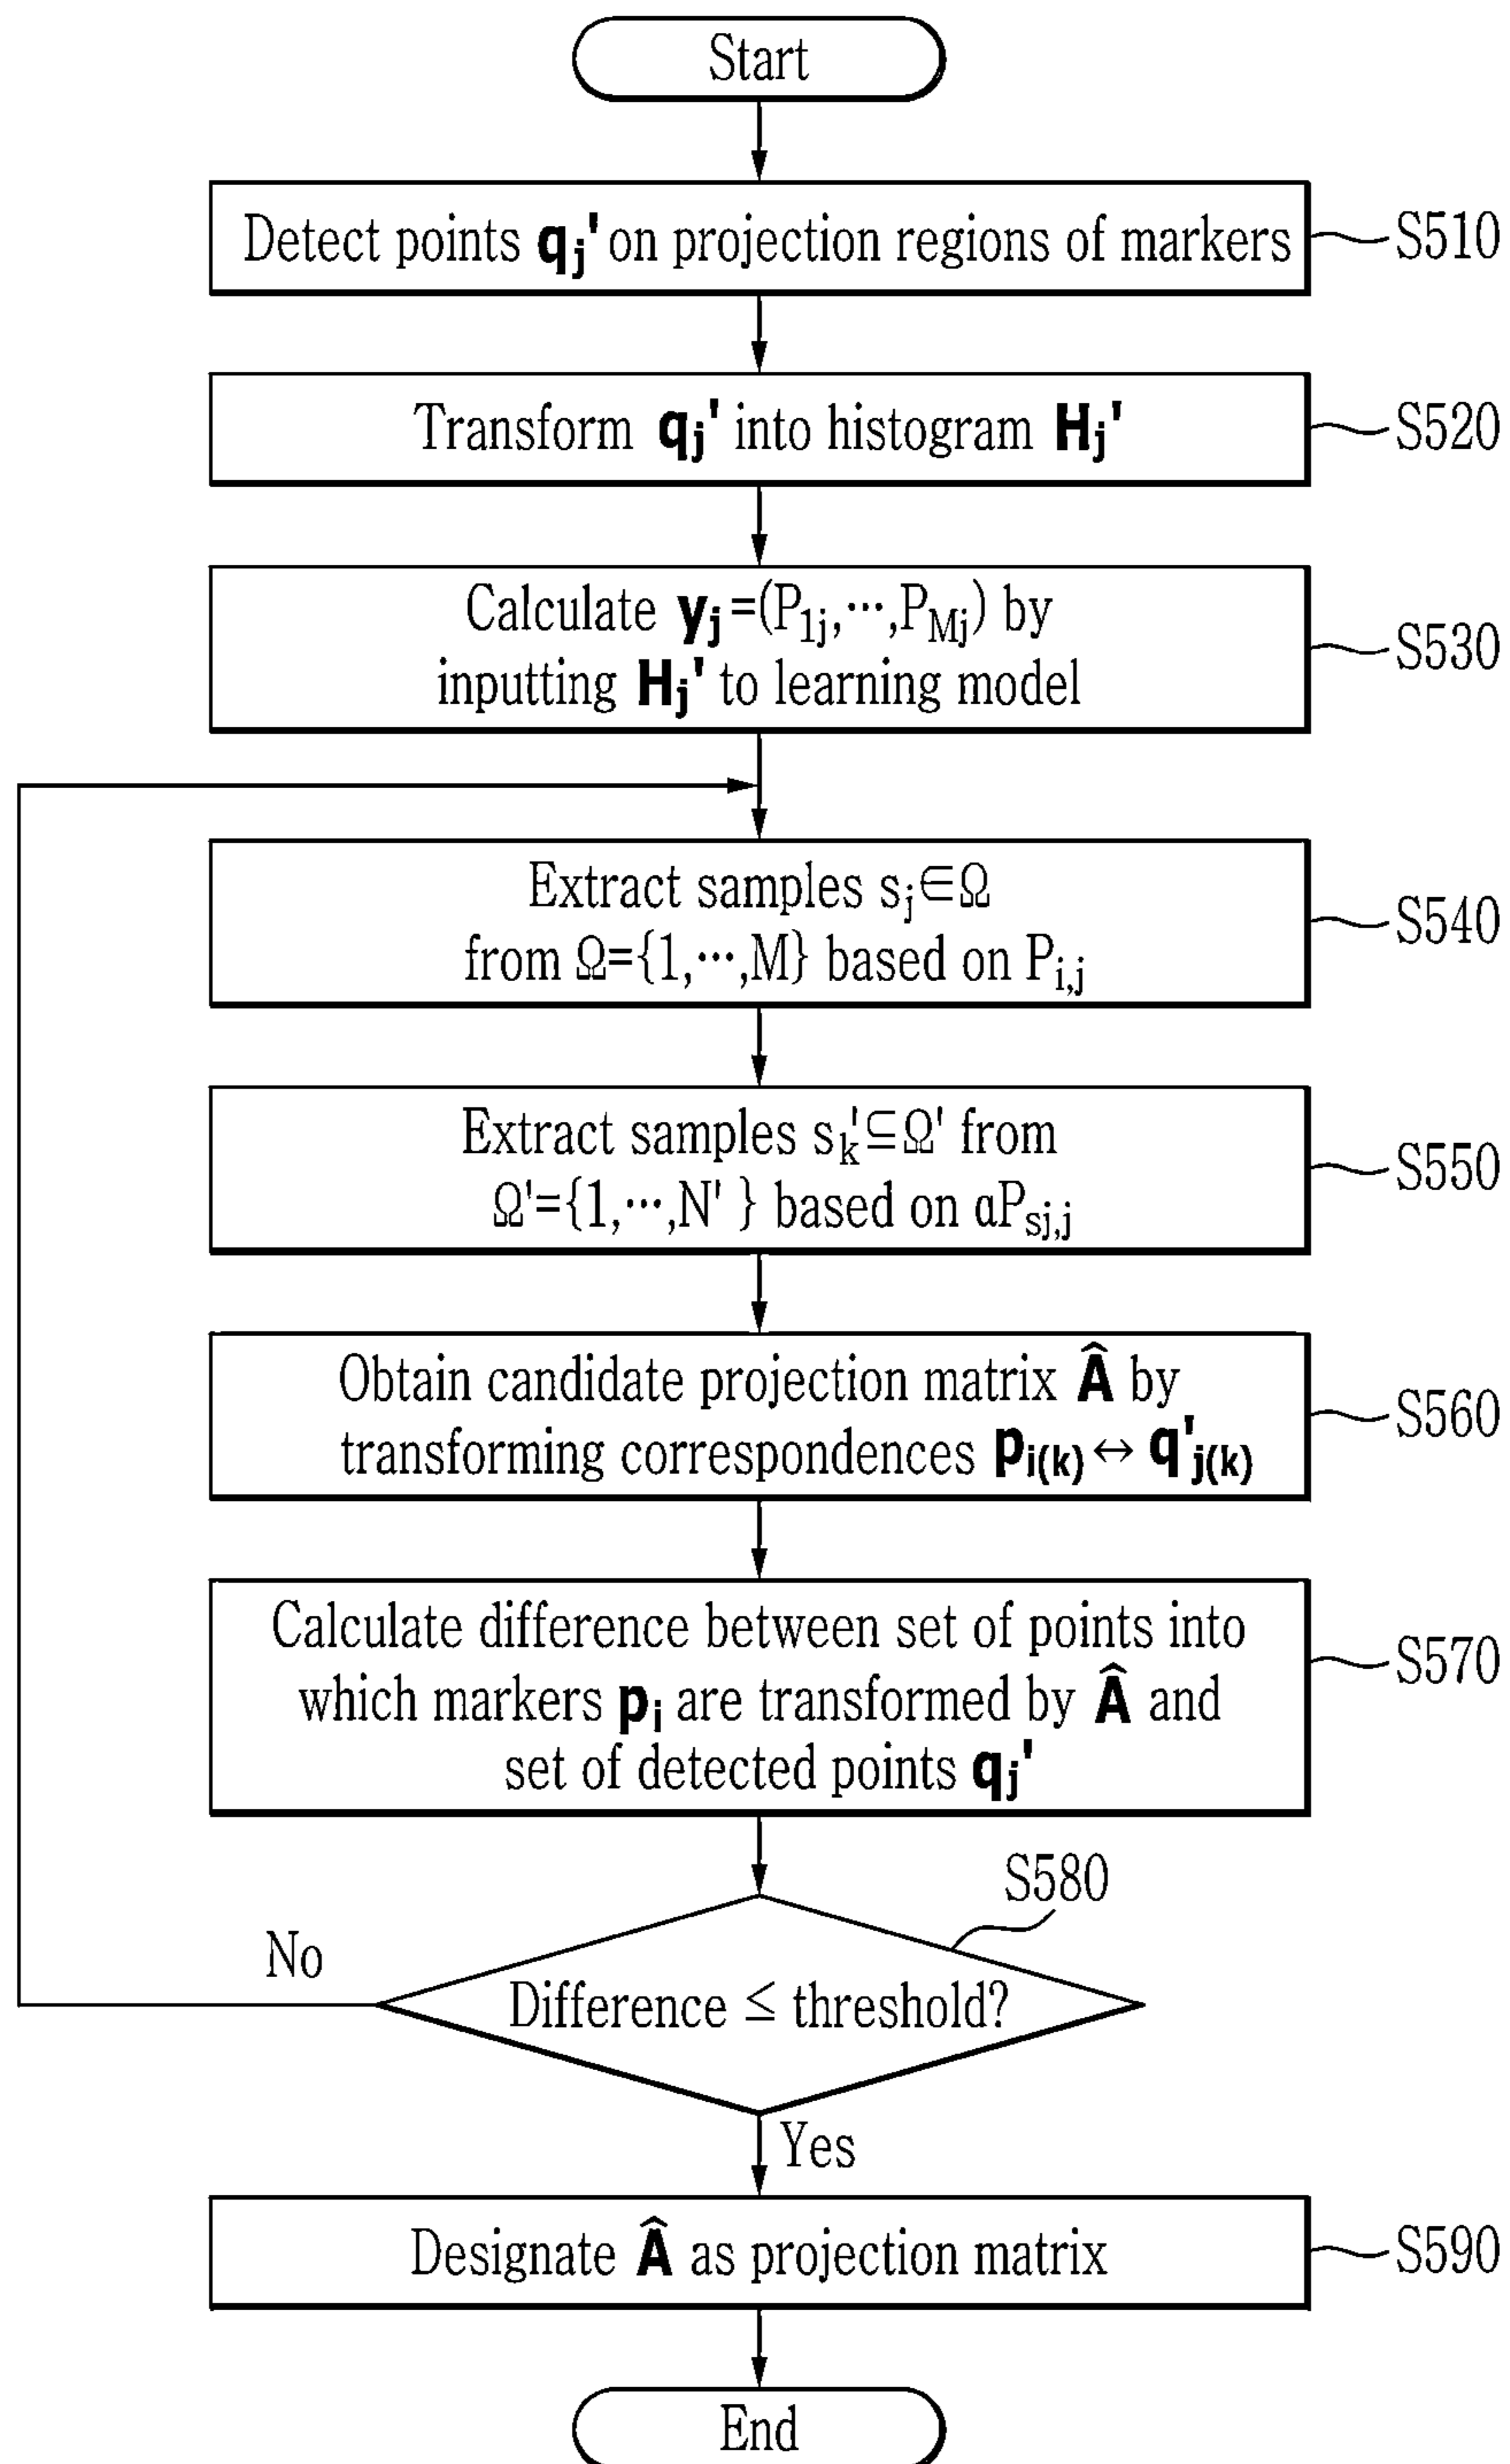 Start
Detect points qj' on projection regions of markers
S510
Transform qj' into histogram Hj'
S520
Calculate yj=(P1j,⋯,PMj) by
inputting Hj' to learning model
S530
Extract samples sj∈Ω
from Ω={1,⋯,M} based on Pi,j
S540
Extract samples sk'⊆Ω' from
Ω'={1,⋯,N' } based on αPsj,j
S550
Obtain candidate projection matrix Â by
transforming correspondences pi(k)↔q'j(k)
S560
Calculate difference between set of points into
which markers pi are transformed by Â and
set of detected points qj'
S570
S580
No
Difference ≤ threshold?
Yes
Designate Â as projection matrix
S590
End